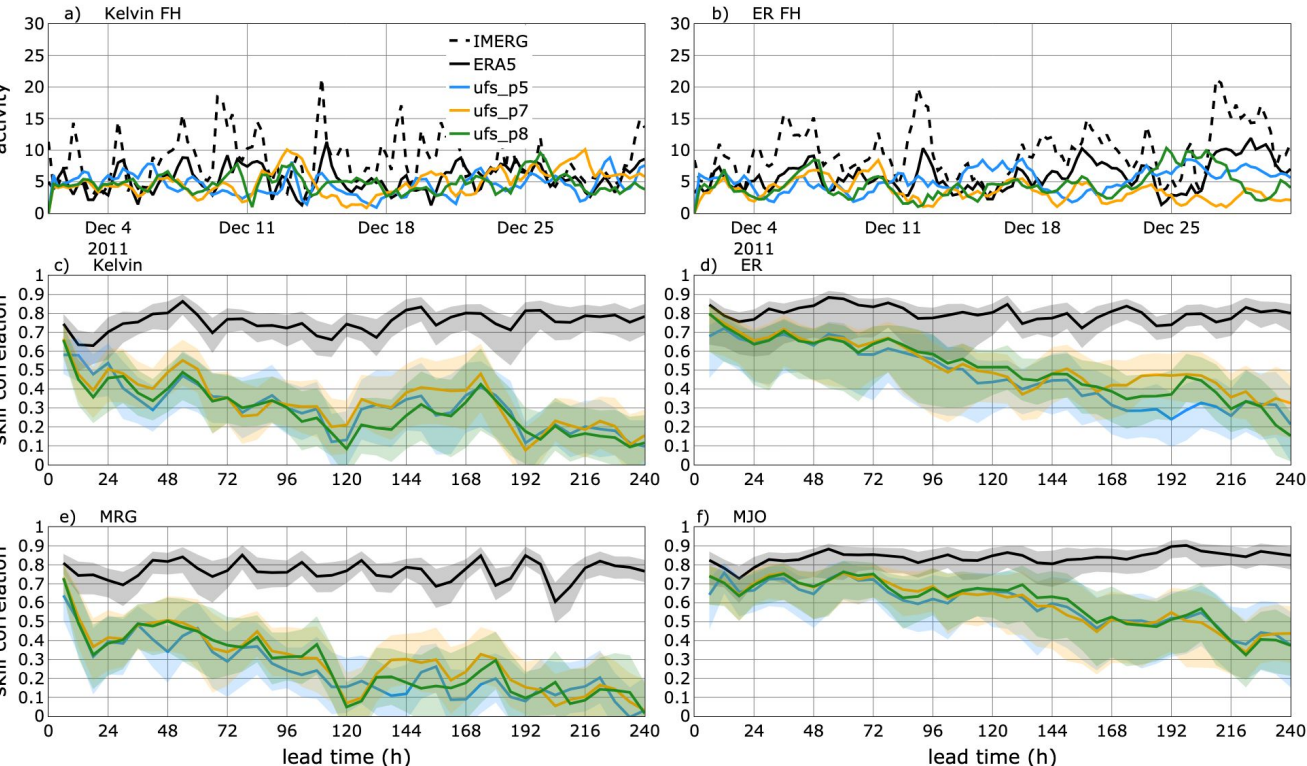 a) Kelvin FH
b) ER FH
30
25
20
15
10
5
0
activity
IMERG
ERA5
ufs_p5
ufs_p7
ufs_p8
Dec 4
2011
Dec 11
Dec 18
Dec 25
30
25
20
15
10
5
0
Dec 4
2011
Dec 11
Dec 18
Dec 25
c) Kelvin
1
0.9
0.8
0.7
0.6
0.5
0.4
0.3
0.2
0.1
0
skill correlation
0 24 48 72 96 120 144 168 192 216 240
d) ER
1
0.9
0.8
0.7
0.6
0.5
0.4
0.3
0.2
0.1
0
0 24 48 72 96 120 144 168 192 216 240
e) MRG
1
0.9
0.8
0.7
0.6
0.5
0.4
0.3
0.2
0.1
0
skill correlation
0 24 48 72 96 120 144 168 192 216 240
lead time (h)
f) MJO
1
0.9
0.8
0.7
0.6
0.5
0.4
0.3
0.2
0.1
0
0 24 48 72 96 120 144 168 192 216 240
lead time (h)